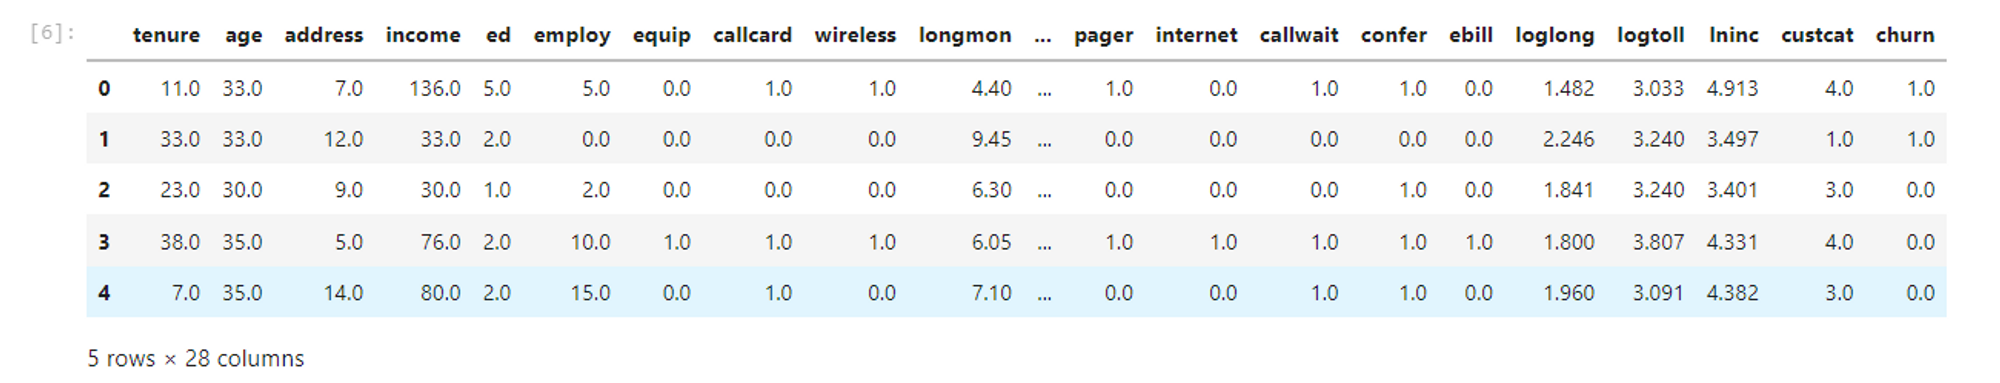 [6]: tenure age address income ed employ equip callcard wireless longmon ... pager internet callwait confer ebill loglong logtoll lninc custcat churn
0 11.0 33.0 7.0 136.0 5.0 5.0 0.0 1.0 1.0 4.40 ... 1.0 0.0 1.0 1.0 0.0 1.482 3.033 4.913 4.0 1.0
1 33.0 33.0 12.0 33.0 2.0 0.0 0.0 0.0 0.0 9.45 ... 0.0 0.0 0.0 0.0 0.0 2.246 3.240 3.497 1.0 1.0
2 23.0 30.0 9.0 30.0 1.0 2.0 0.0 0.0 0.0 6.30 ... 0.0 0.0 0.0 1.0 0.0 1.841 3.240 3.401 3.0 0.0
3 38.0 35.0 5.0 76.0 2.0 10.0 1.0 1.0 1.0 6.05 ... 1.0 1.0 1.0 1.0 1.0 1.800 3.807 4.331 4.0 0.0
4 7.0 35.0 14.0 80.0 2.0 15.0 0.0 1.0 0.0 7.10 ... 0.0 0.0 1.0 1.0 0.0 1.960 3.091 4.382 3.0 0.0
5 rows × 28 columns